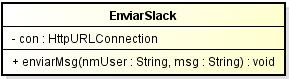 EnviarSlack
- con : HttpURLConnection
+ enviarMsg(nmUser : String, msg : String) : void